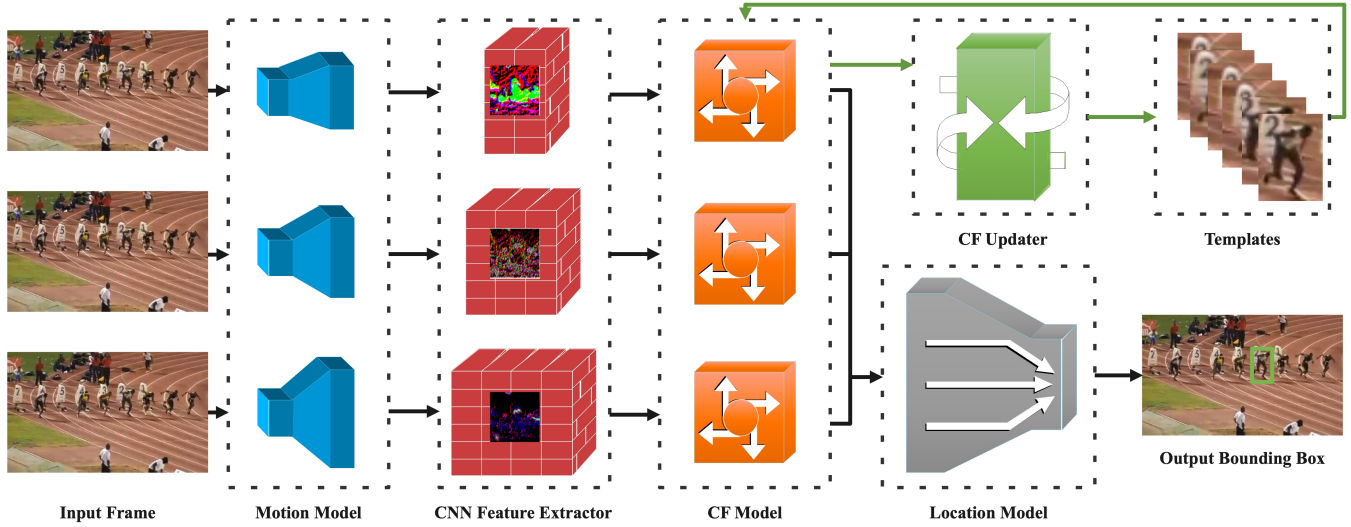 CF Updater
Templates
Output Bounding Box
Input Frame
Motion Model
CNN Feature Extractor
CF Model
Location Model